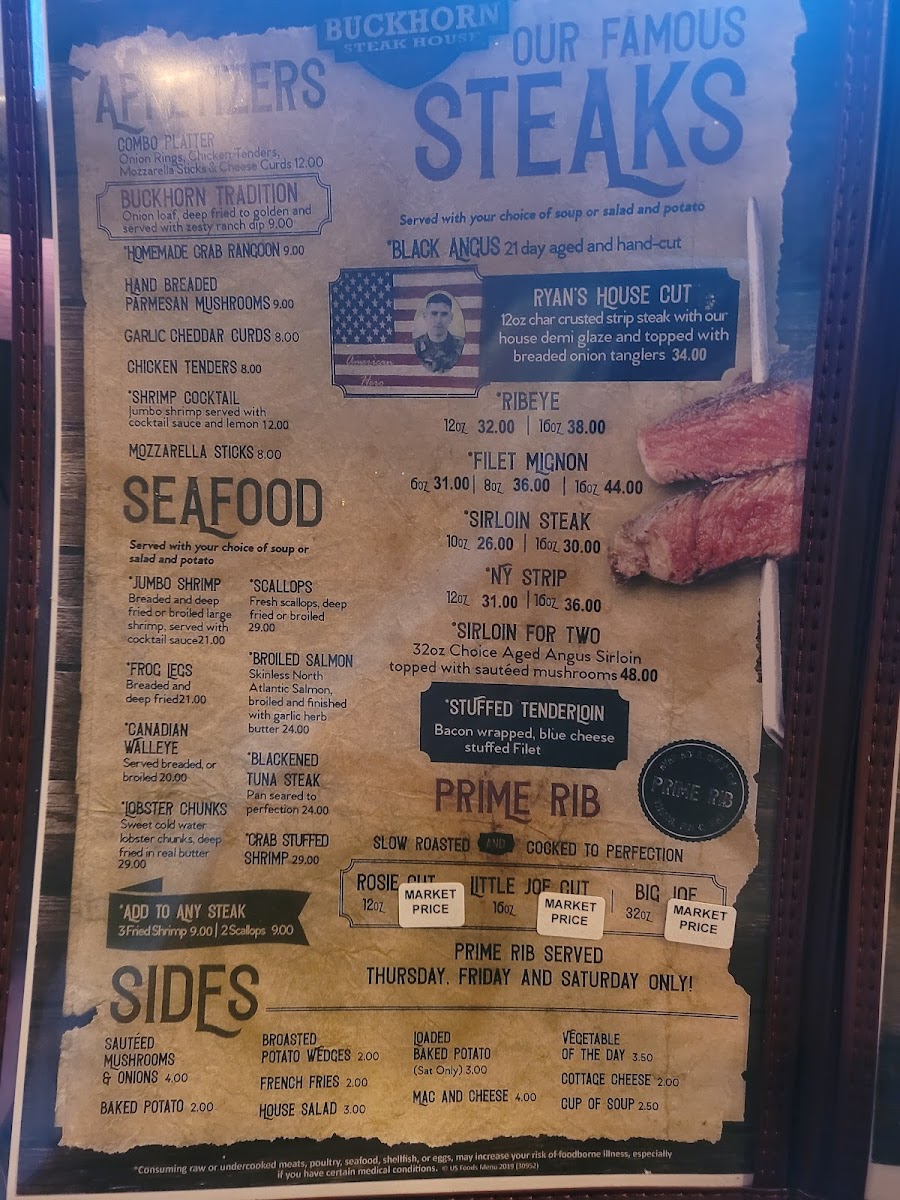 BUCKHORN
STEAK HOUSE
APPETIZERS
COMBO PLATTER
Onion Rings, Chicken Tenders,
Mozzarella Sticks & Cheese Curds 12.00
BUCKHORN TRADITION
Onion loaf, deep fried to golden and
served with zesty ranch dip 9.00
*HOMEMADE CRAB RANGOON 9.00
HAND BREADED
PARMESAN MUSHROOMS 9.00
GARLIC CHEDDAR CURDS 8.00
CHICKEN TENDERS 8.00
*SHRIMP COCKTAIL
Jumbo shrimp served with
cocktail sauce and lemon 12.00
MOZZARELLA STICKS 8.00
SEAFOOD
Served with your choice of soup or
salad and potato
*JUMBO SHRIMP
Breaded and deep
fried or broiled large
shrimp, served with
cocktail sauce21.00
*FROG LEGS
Breaded and
deep fried21.00
*CANADIAN
WALLEYE
Served breaded, or
broiled 20.00
*LOBSTER CHUNKS
Sweet cold water
lobster chunks, deep
fried in real butter
29.00
*SCALLOPS
Fresh scallops, deep
fried or broiled
29.00
*BROILED SALMON
Skinless North
Atlantic Salmon,
broiled and finished
with garlic herb
butter 24.00
*BLACKENED
TUNA STEAK
Pan seared to
perfection 24.00
*CRAB STUFFED
SHRIMP 29.00
*ADD TO ANY STEAK
3 Fried Shrimp 9.00 | 2 Scallops 9.00
OUR FAMOUS
STEAKS
Served with your choice of soup or salad and potato
*BLACK ANGUS 21 day aged and hand-cut
American
Hero
RYAN'S HOUSE CUT
12oz char crusted strip steak with our
house demi glaze and topped with
breaded onion tanglers 34.00
*RIBEYE
12oz 32.00 | 16oz 38.00
*FILET MIGNON
6oz 31.00 | 8oz 36.00 | 16oz 44.00
*SIRLOIN STEAK
10oz 26.00 | 16oz 30.00
*NY STRIP
12oz 31.00 | 16oz 36.00
*SIRLOIN FOR TWO
32oz Choice Aged Angus Sirloin
topped with sautéed mushrooms 48.00
*STUFFED TENDERLOIN
Bacon wrapped, blue cheese
stuffed Filet
PRIME RIB
PRIME RIB
SLOW ROASTED AND COOKED TO PERFECTION
ROSIE CUT
12oz
MARKET
PRICE
LITTLE JOE CUT
16oz
MARKET
PRICE
BIG JOE
32oz
MARKET
PRICE
PRIME RIB SERVED
THURSDAY, FRIDAY AND SATURDAY ONLY!
SIDES
SAUTÉED
MUSHROOMS
& ONIONS 4.00
BAKED POTATO 2.00
BROASTED
POTATO WEDGES 2.00
FRENCH FRIES 2.00
HOUSE SALAD 3.00
LOADED
BAKED POTATO
(Sat Only) 3.00
MAC AND CHEESE 4.00
VEGETABLE
OF THE DAY 3.50
COTTAGE CHEESE 2.00
CUP OF SOUP 2.50
*Consuming raw or undercooked meats, poultry, seafood, shellfish, or eggs, may increase your risk of foodborne illness, especially
if you have certain medical conditions. © US Foods Menu 2019 (30952)